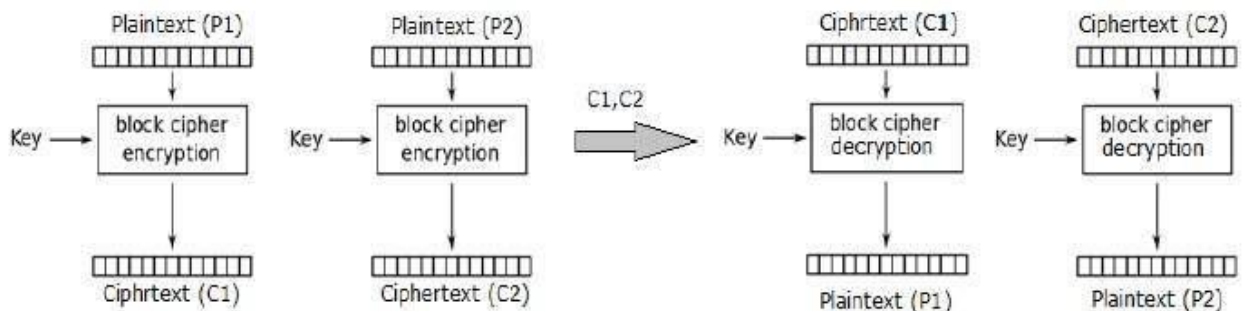 Plaintext (P1)
Plaintext (P2)
Ciphrtext (C1)
Ciphertext (C2)
C1,C2
Key
block cipher
encryption
Key
block cipher
encryption
Key
block cipher
decryption
Key
block cipher
decryption
Ciphrtext (C1)
Ciphertext (C2)
Plaintext (P1)
Plaintext (P2)